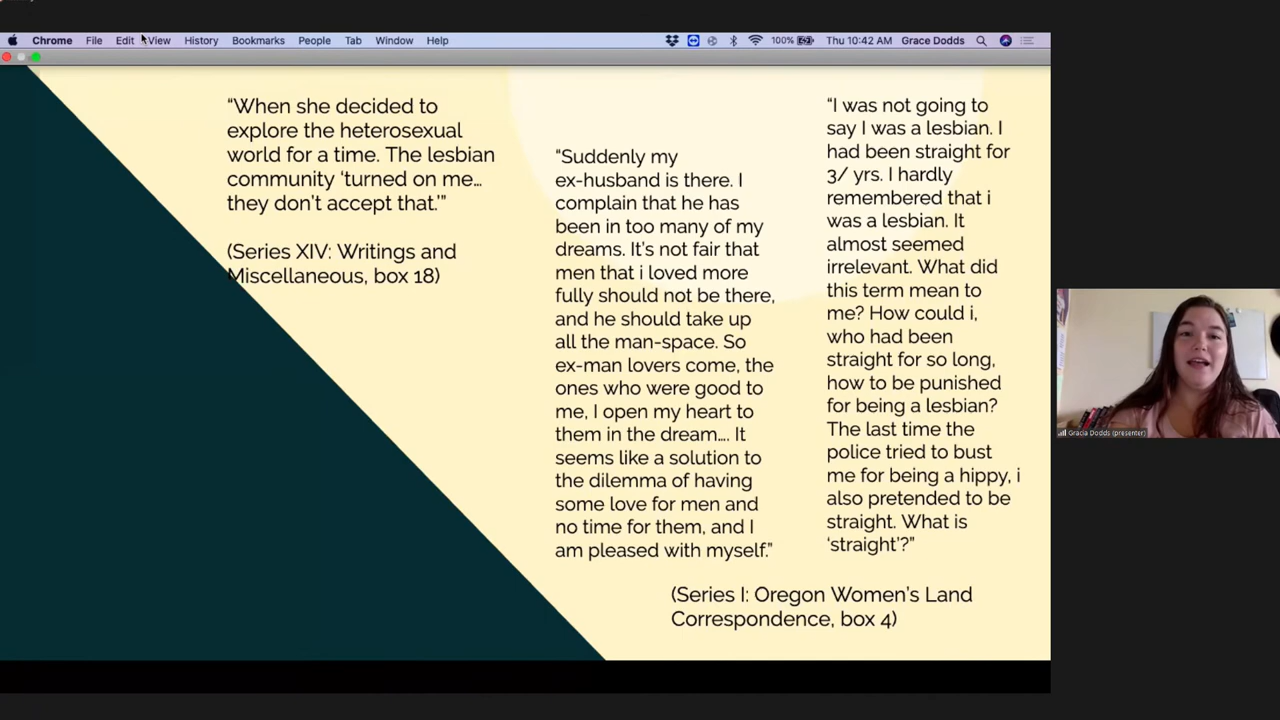 Chrome File Edit View History Bookmarks People Tab Window Help 100% Thu 10:42 AM Grace Dodds
“When she decided to
explore the heterosexual
world for a time. The lesbian
community ‘turned on me…
they don’t accept that.’”
(Series XIV: Writings and
Miscellaneous, box 18)
“Suddenly my
ex-husband is there. I
complain that he has
been in too many of my
dreams. It’s not fair that
men that i loved more
fully should not be there,
and he should take up
all the man-space. So
ex-man lovers come, the
ones who were good to
me, I open my heart to
them in the dream…. It
seems like a solution to
the dilemma of having
some love for men and
no time for them, and I
am pleased with myself.”
“I was not going to
say I was a lesbian. I
had been straight for
3/ yrs. I hardly
remembered that i
was a lesbian. It
almost seemed
irrelevant. What did
this term mean to
me? How could i,
who had been
straight for so long,
how to be punished
for being a lesbian?
The last time the
police tried to bust
me for being a hippy, i
also pretended to be
straight. What is
‘straight’?”
(Series I: Oregon Women’s Land
Correspondence, box 4)
Gracia Dodds (presenter)